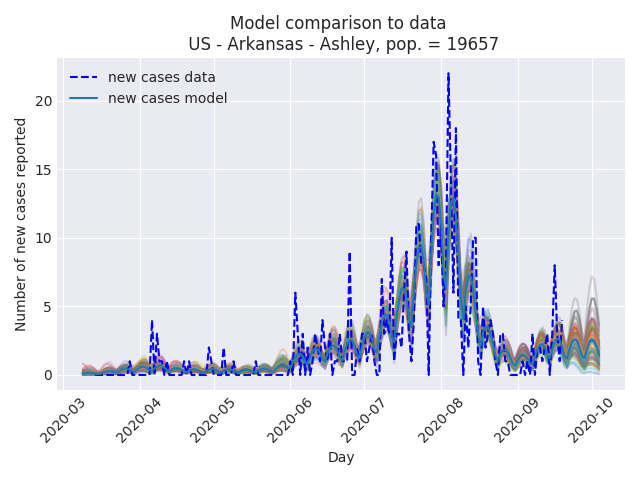 Model comparison to data
US - Arkansas - Ashley, pop. = 19657
new cases data
new cases model
Number of new cases reported
20
15
10
5
0
2020-03
2020-04
2020-05
2020-06
2020-07
2020-08
2020-09
2020-10
Day